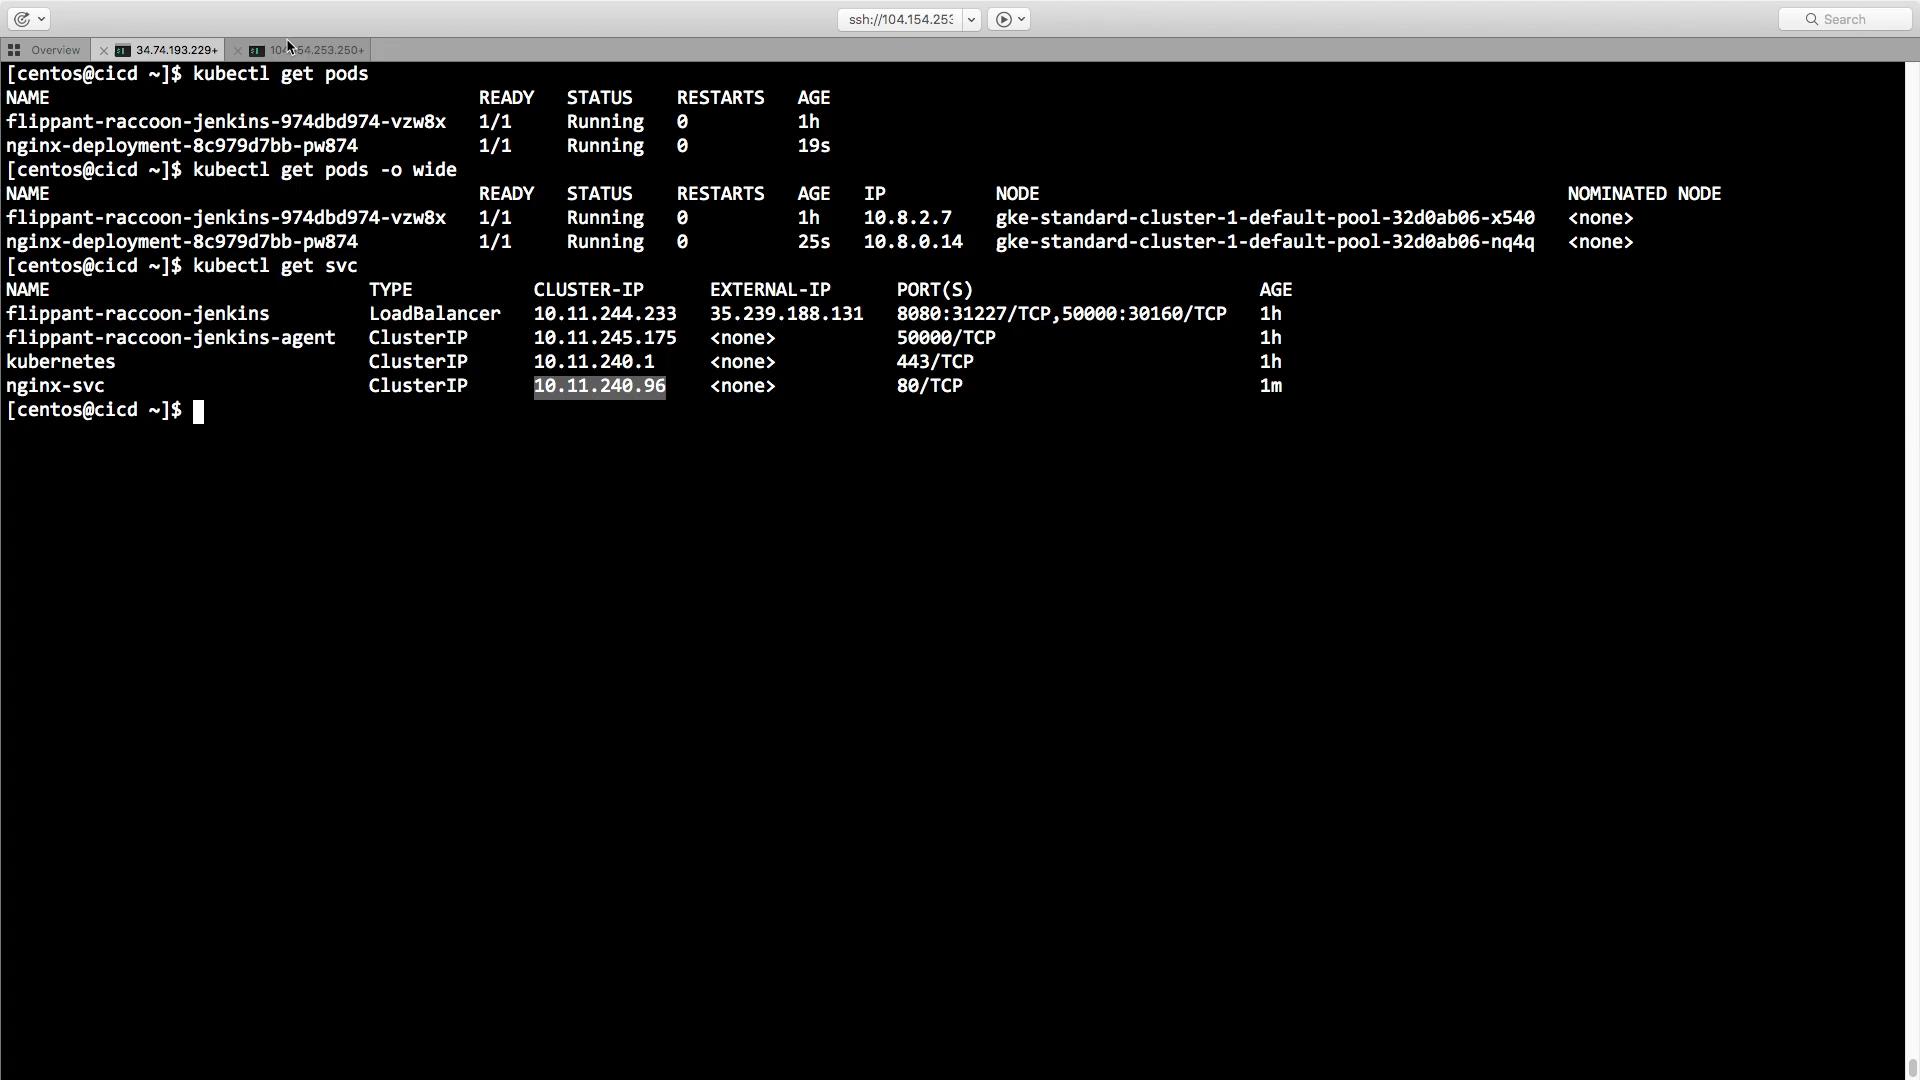 ssh://104.154.253
Search
Overview 34.74.193.229+ 104.154.253.250+
[centos@cicd ~]$ kubectl get pods
NAME READY STATUS RESTARTS AGE
flippant-raccoon-jenkins-974dbd974-vzw8x 1/1 Running 0 1h
nginx-deployment-8c979d7bb-pw874 1/1 Running 0 19s
[centos@cicd ~]$ kubectl get pods -o wide
NAME READY STATUS RESTARTS AGE IP NODE NOMINATED NODE
flippant-raccoon-jenkins-974dbd974-vzw8x 1/1 Running 0 1h 10.8.2.7 gke-standard-cluster-1-default-pool-32d0ab06-x540 <none>
nginx-deployment-8c979d7bb-pw874 1/1 Running 0 25s 10.8.0.14 gke-standard-cluster-1-default-pool-32d0ab06-nq4q <none>
[centos@cicd ~]$ kubectl get svc
NAME TYPE CLUSTER-IP EXTERNAL-IP PORT(S) AGE
flippant-raccoon-jenkins LoadBalancer 10.11.244.233 35.239.188.131 8080:31227/TCP,50000:30160/TCP 1h
flippant-raccoon-jenkins-agent ClusterIP 10.11.245.175 <none> 50000/TCP 1h
kubernetes ClusterIP 10.11.240.1 <none> 443/TCP 1h
nginx-svc ClusterIP 10.11.240.96 <none> 80/TCP 1m
[centos@cicd ~]$